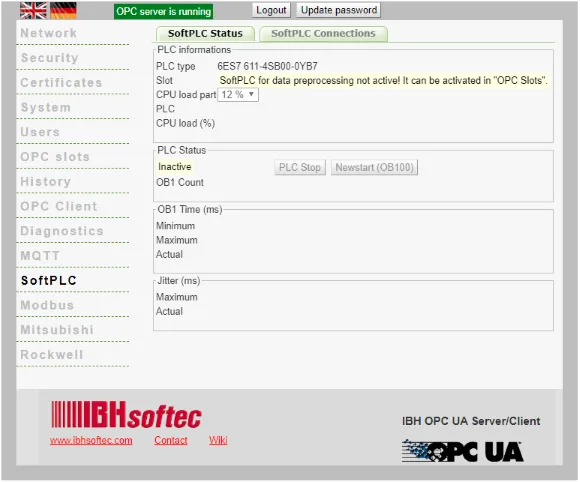 OPC server is running Logout Update password
Network
Security
Certificates
System
Users
OPC slots
History
OPC Client
Diagnostics
MQTT
SoftPLC
Modbus
Mitsubishi
Rockwell
SoftPLC Status SoftPLC Connections
PLC informations
PLC type 6ES7 611-4SB00-0YB7
Slot SoftPLC for data preprocessing not active! It can be activated in "OPC Slots".
CPU load part 12 %
PLC
CPU load (%)
PLC Status
Inactive PLC Stop Newstart (OB100)
OB1 Count
OB1 Time (ms)
Minimum
Maximum
Actual
Jitter (ms)
Maximum
Actual
IBHsoftec
www.ibhsoftec.com Contact Wiki
IBH OPC UA Server/Client
OPC UA